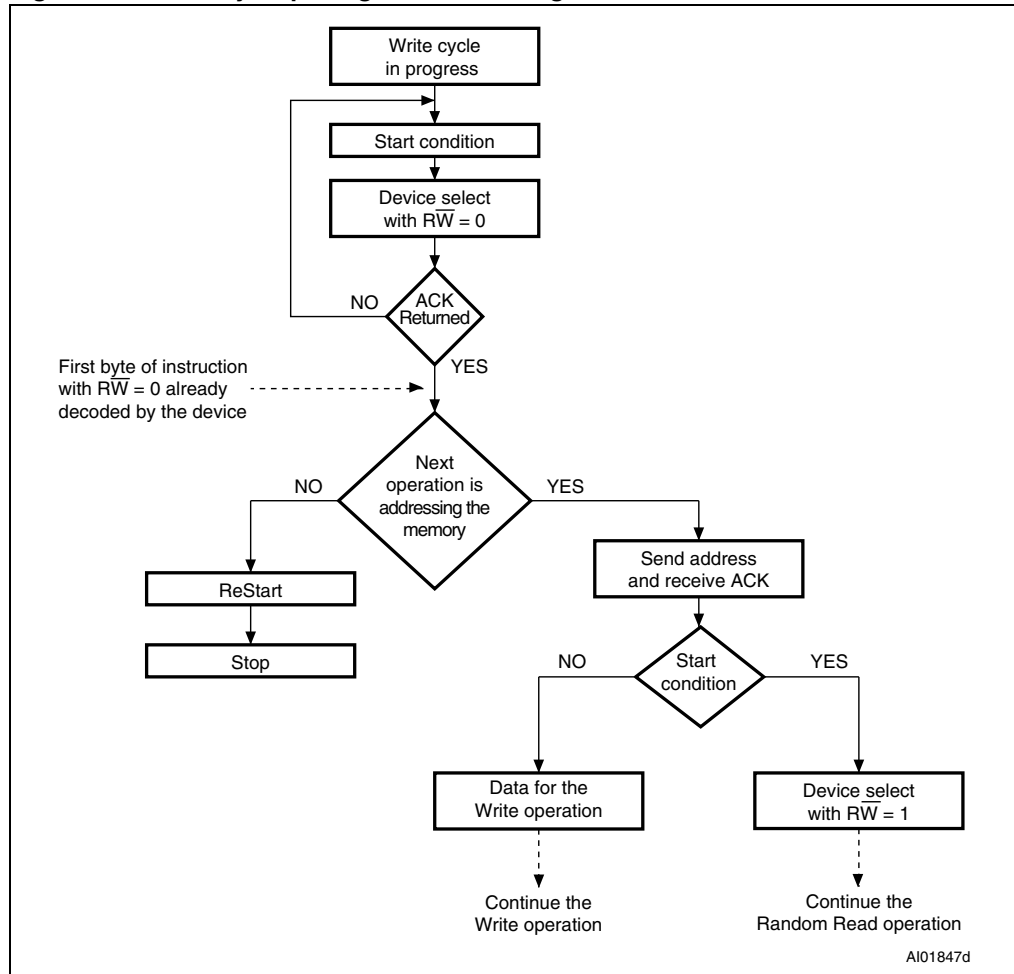 Write cycle
in progress
Start condition
Device select
with RW̅ = 0
NO
ACK
Returned
YES
First byte of instruction
with RW̅ = 0 already
decoded by the device
Next
operation is
addressing the
memory
NO
YES
Send address
and receive ACK
ReStart
Stop
Start
condition
NO
YES
Data for the
Write operation
Device select
with RW̅ = 1
Continue the
Write operation
Continue the
Random Read operation
AI01847d